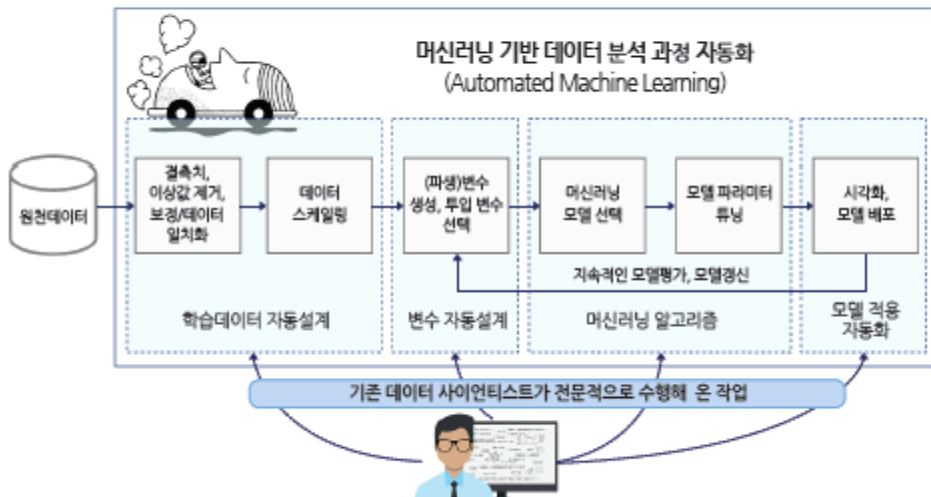 머신러닝 기반 데이터 분석 과정 자동화
(Automated Machine Learning)
원천데이터
결측치,
이상값 제거,
보정/데이터
일치화
데이터
스케일링
(파생)변수
생성, 투입 변수
선택
머신러닝
모델 선택
모델 파라미터
튜닝
시각화,
모델 배포
지속적인 모델평가, 모델갱신
학습데이터 자동설계
변수 자동설계
머신러닝 알고리즘
모델 적용
자동화
기존 데이터 사이언티스트가 전문적으로 수행해 온 작업